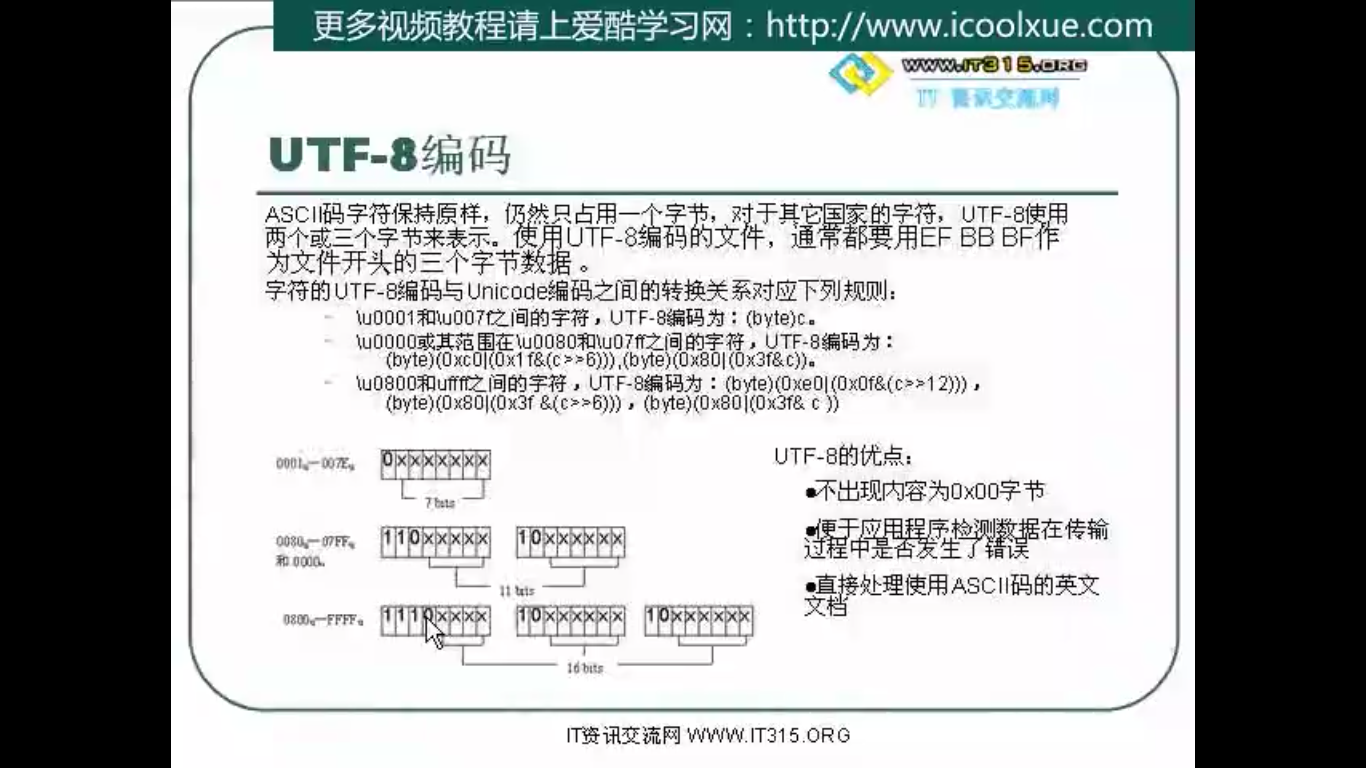 更多视频教程请上爱酷学习网：http://www.icoolxue.com
WWW.IT315.ORG
IT 资讯交流网
UTF-8编码
ASCII码字符保持原样，仍然只占用一个字节，对于其它国家的字符，UTF-8使用
两个或三个字节来表示。使用UTF-8编码的文件，通常都要用EF BB BF作
为文件开头的三个字节数据。
字符的UTF-8编码与Unicode编码之间的转换关系对应下列规则：
– \u0001和\u007f之间的字符，UTF-8编码为：(byte)c。
– \u0000或其范围在\u0080和\u07ff之间的字符，UTF-8编码为：
(byte)(0xc0|(0x1f&(c>>6))),(byte)(0x80|(0x3f&c))。
– \u0800和uffff之间的字符，UTF-8编码为：(byte)(0xe0|(0x0f&(c>>12)))，
(byte)(0x80|(0x3f &(c>>6)))，(byte)(0x80|(0x3f& c ))
0001H—007EH 0xxxxxxx
7 bits
0080H—07FFH 110xxxxx 10xxxxxx
和 0000H
11 bits
0800H—FFFFH 1110xxxx 10xxxxxx 10xxxxxx
16 bits
UTF-8的优点：
●不出现内容为0x00字节
●便于应用程序检测数据在传输
过程中是否发生了错误
●直接处理使用ASCII码的英文
文档
IT资讯交流网 WWW.IT315.ORG